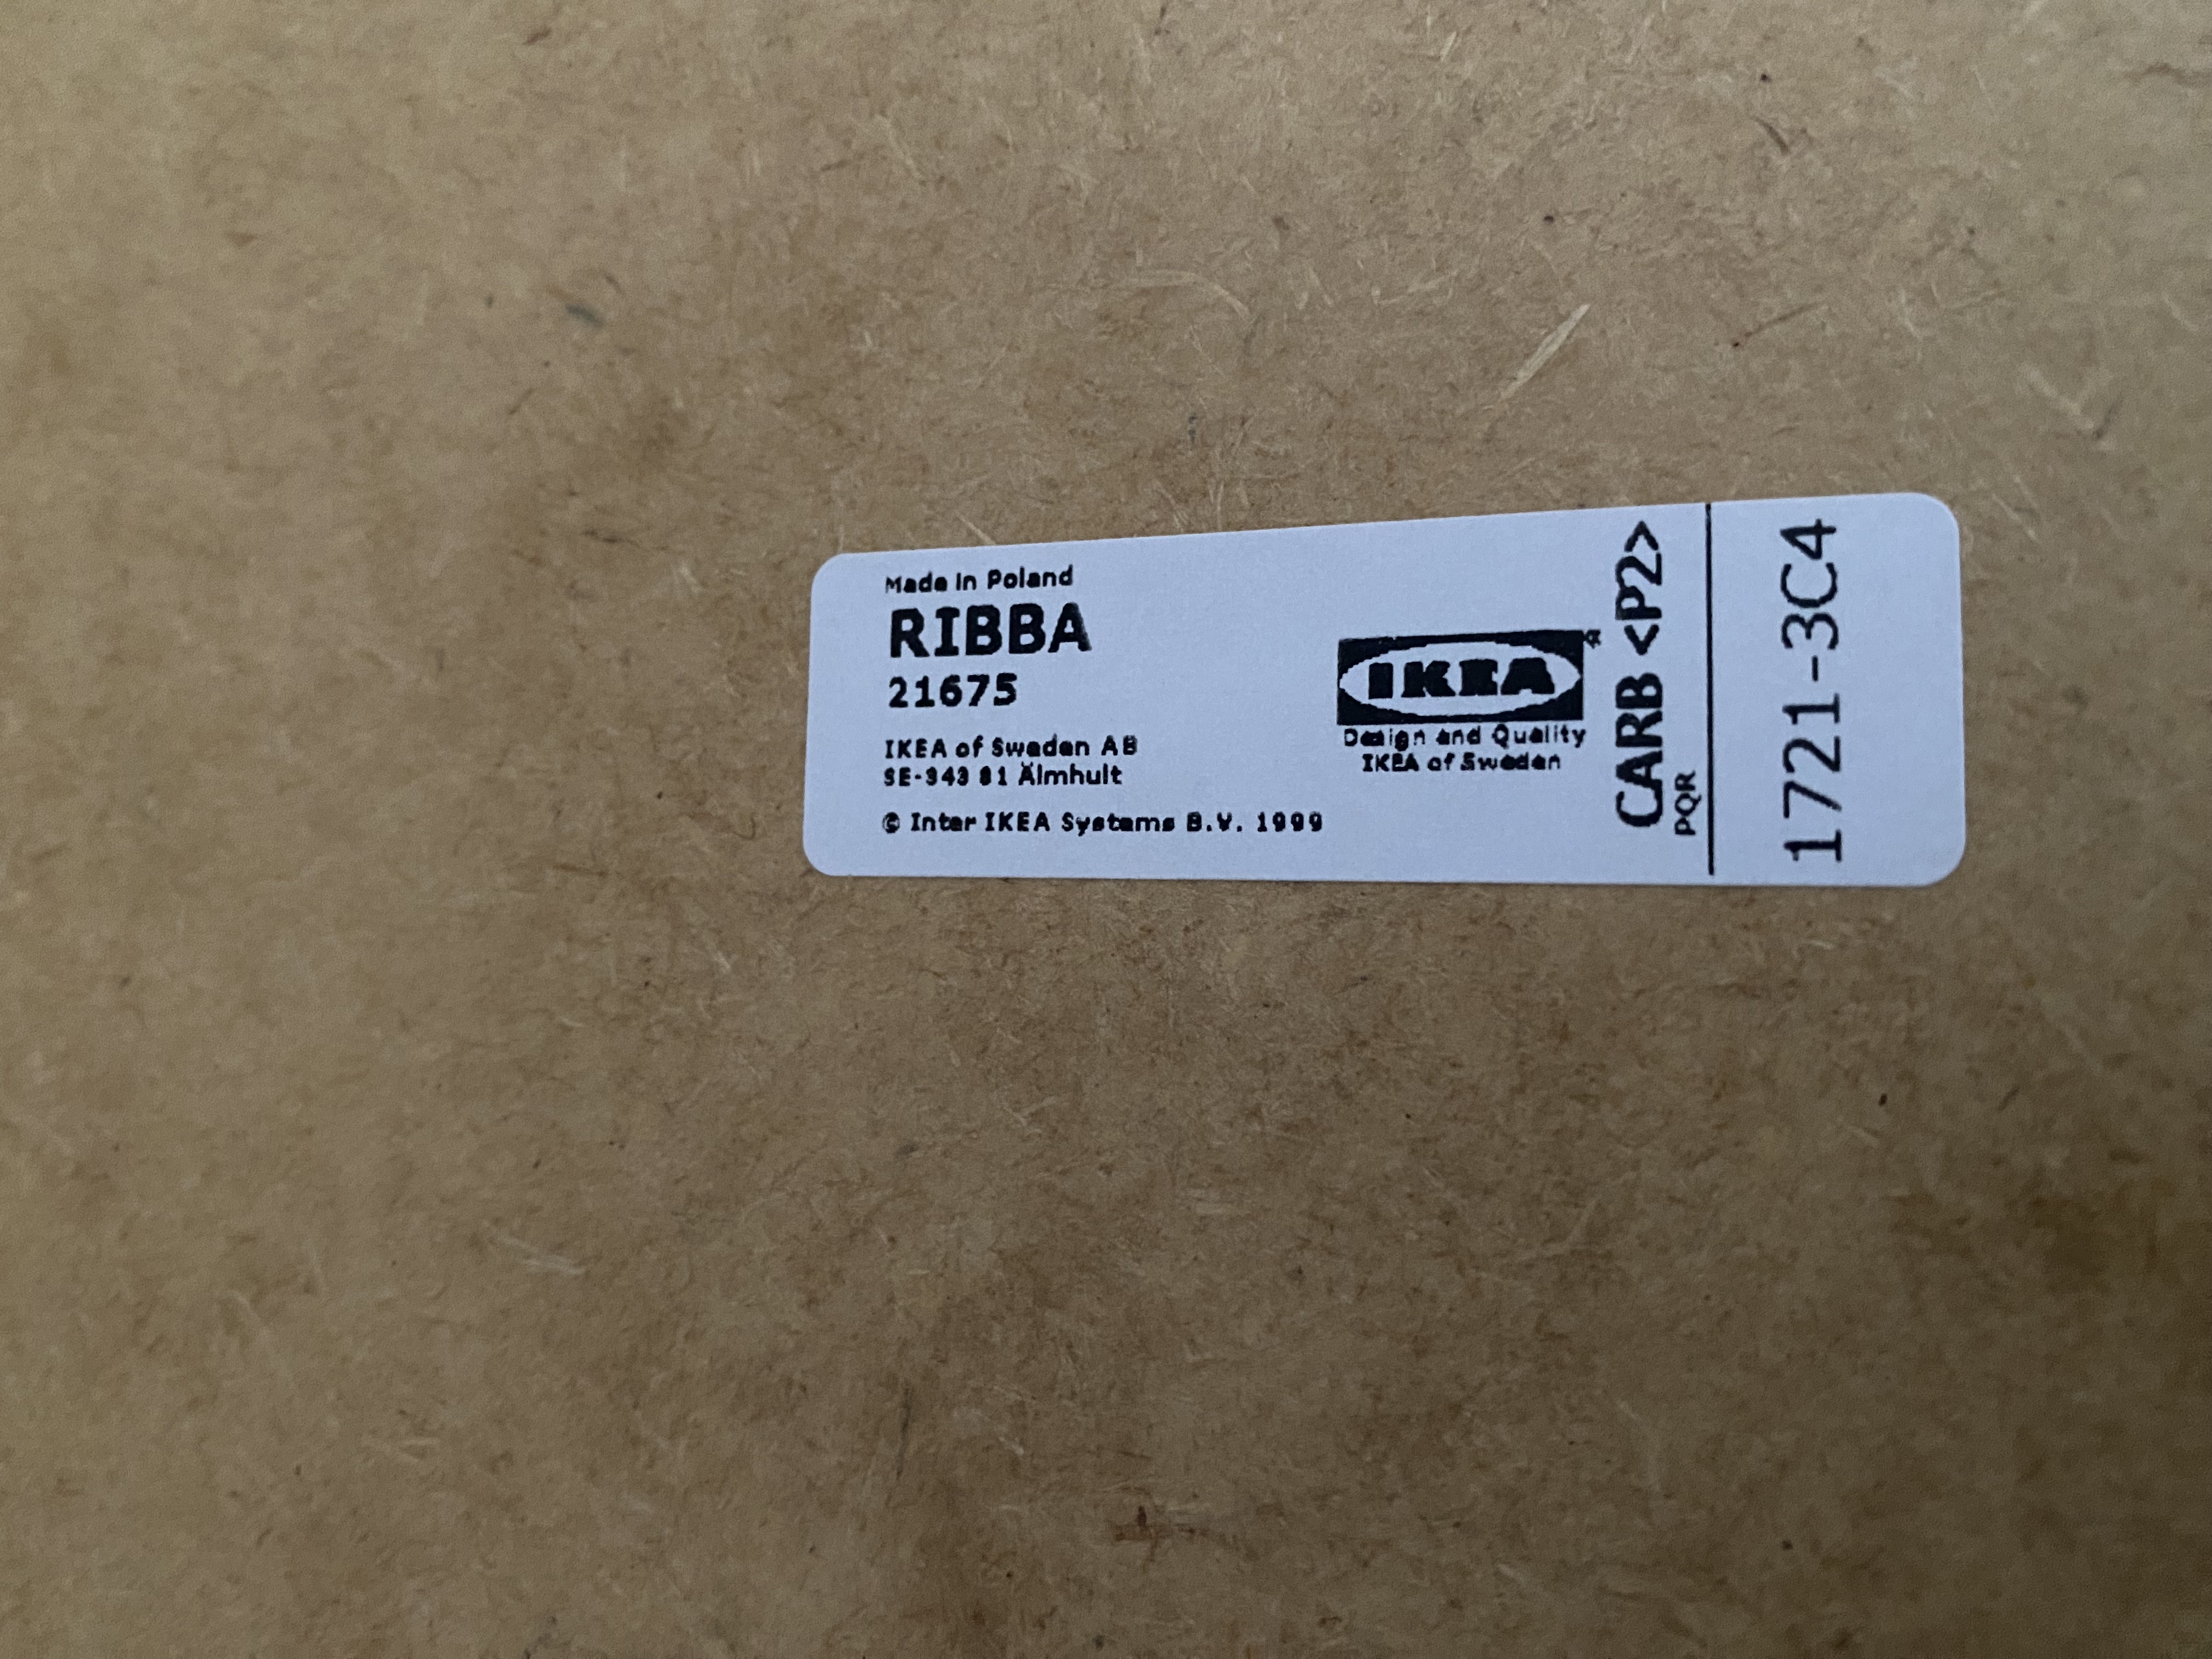 Made in Poland
RIBBA
21675
IKEA of Sweden AB
SE-343 81 Älmhult
© Inter IKEA Systems B.V. 1999
IKEA®
Design and Quality
IKEA of Sweden
CARB <P2>
PQR
1721-3C4